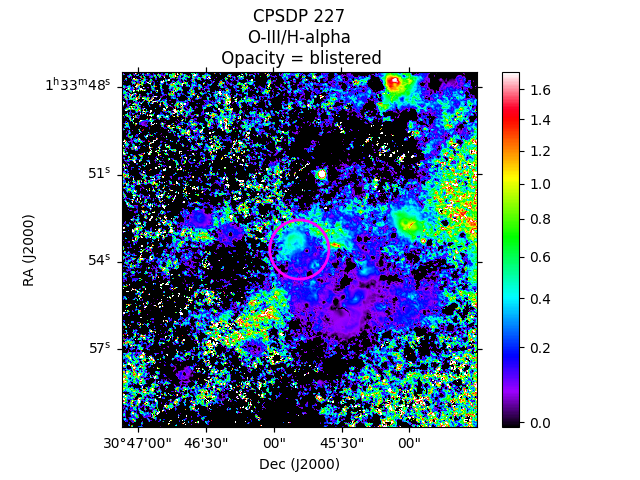 CPSDP 227
O-III/H-alpha
Opacity = blistered
1ʰ33ᵐ48ˢ
51ˢ
54ˢ
57ˢ
RA (J2000)
30°47'00" 46'30" 00" 45'30" 00"
Dec (J2000)
1.6
1.4
1.2
1.0
0.8
0.6
0.4
0.2
0.0